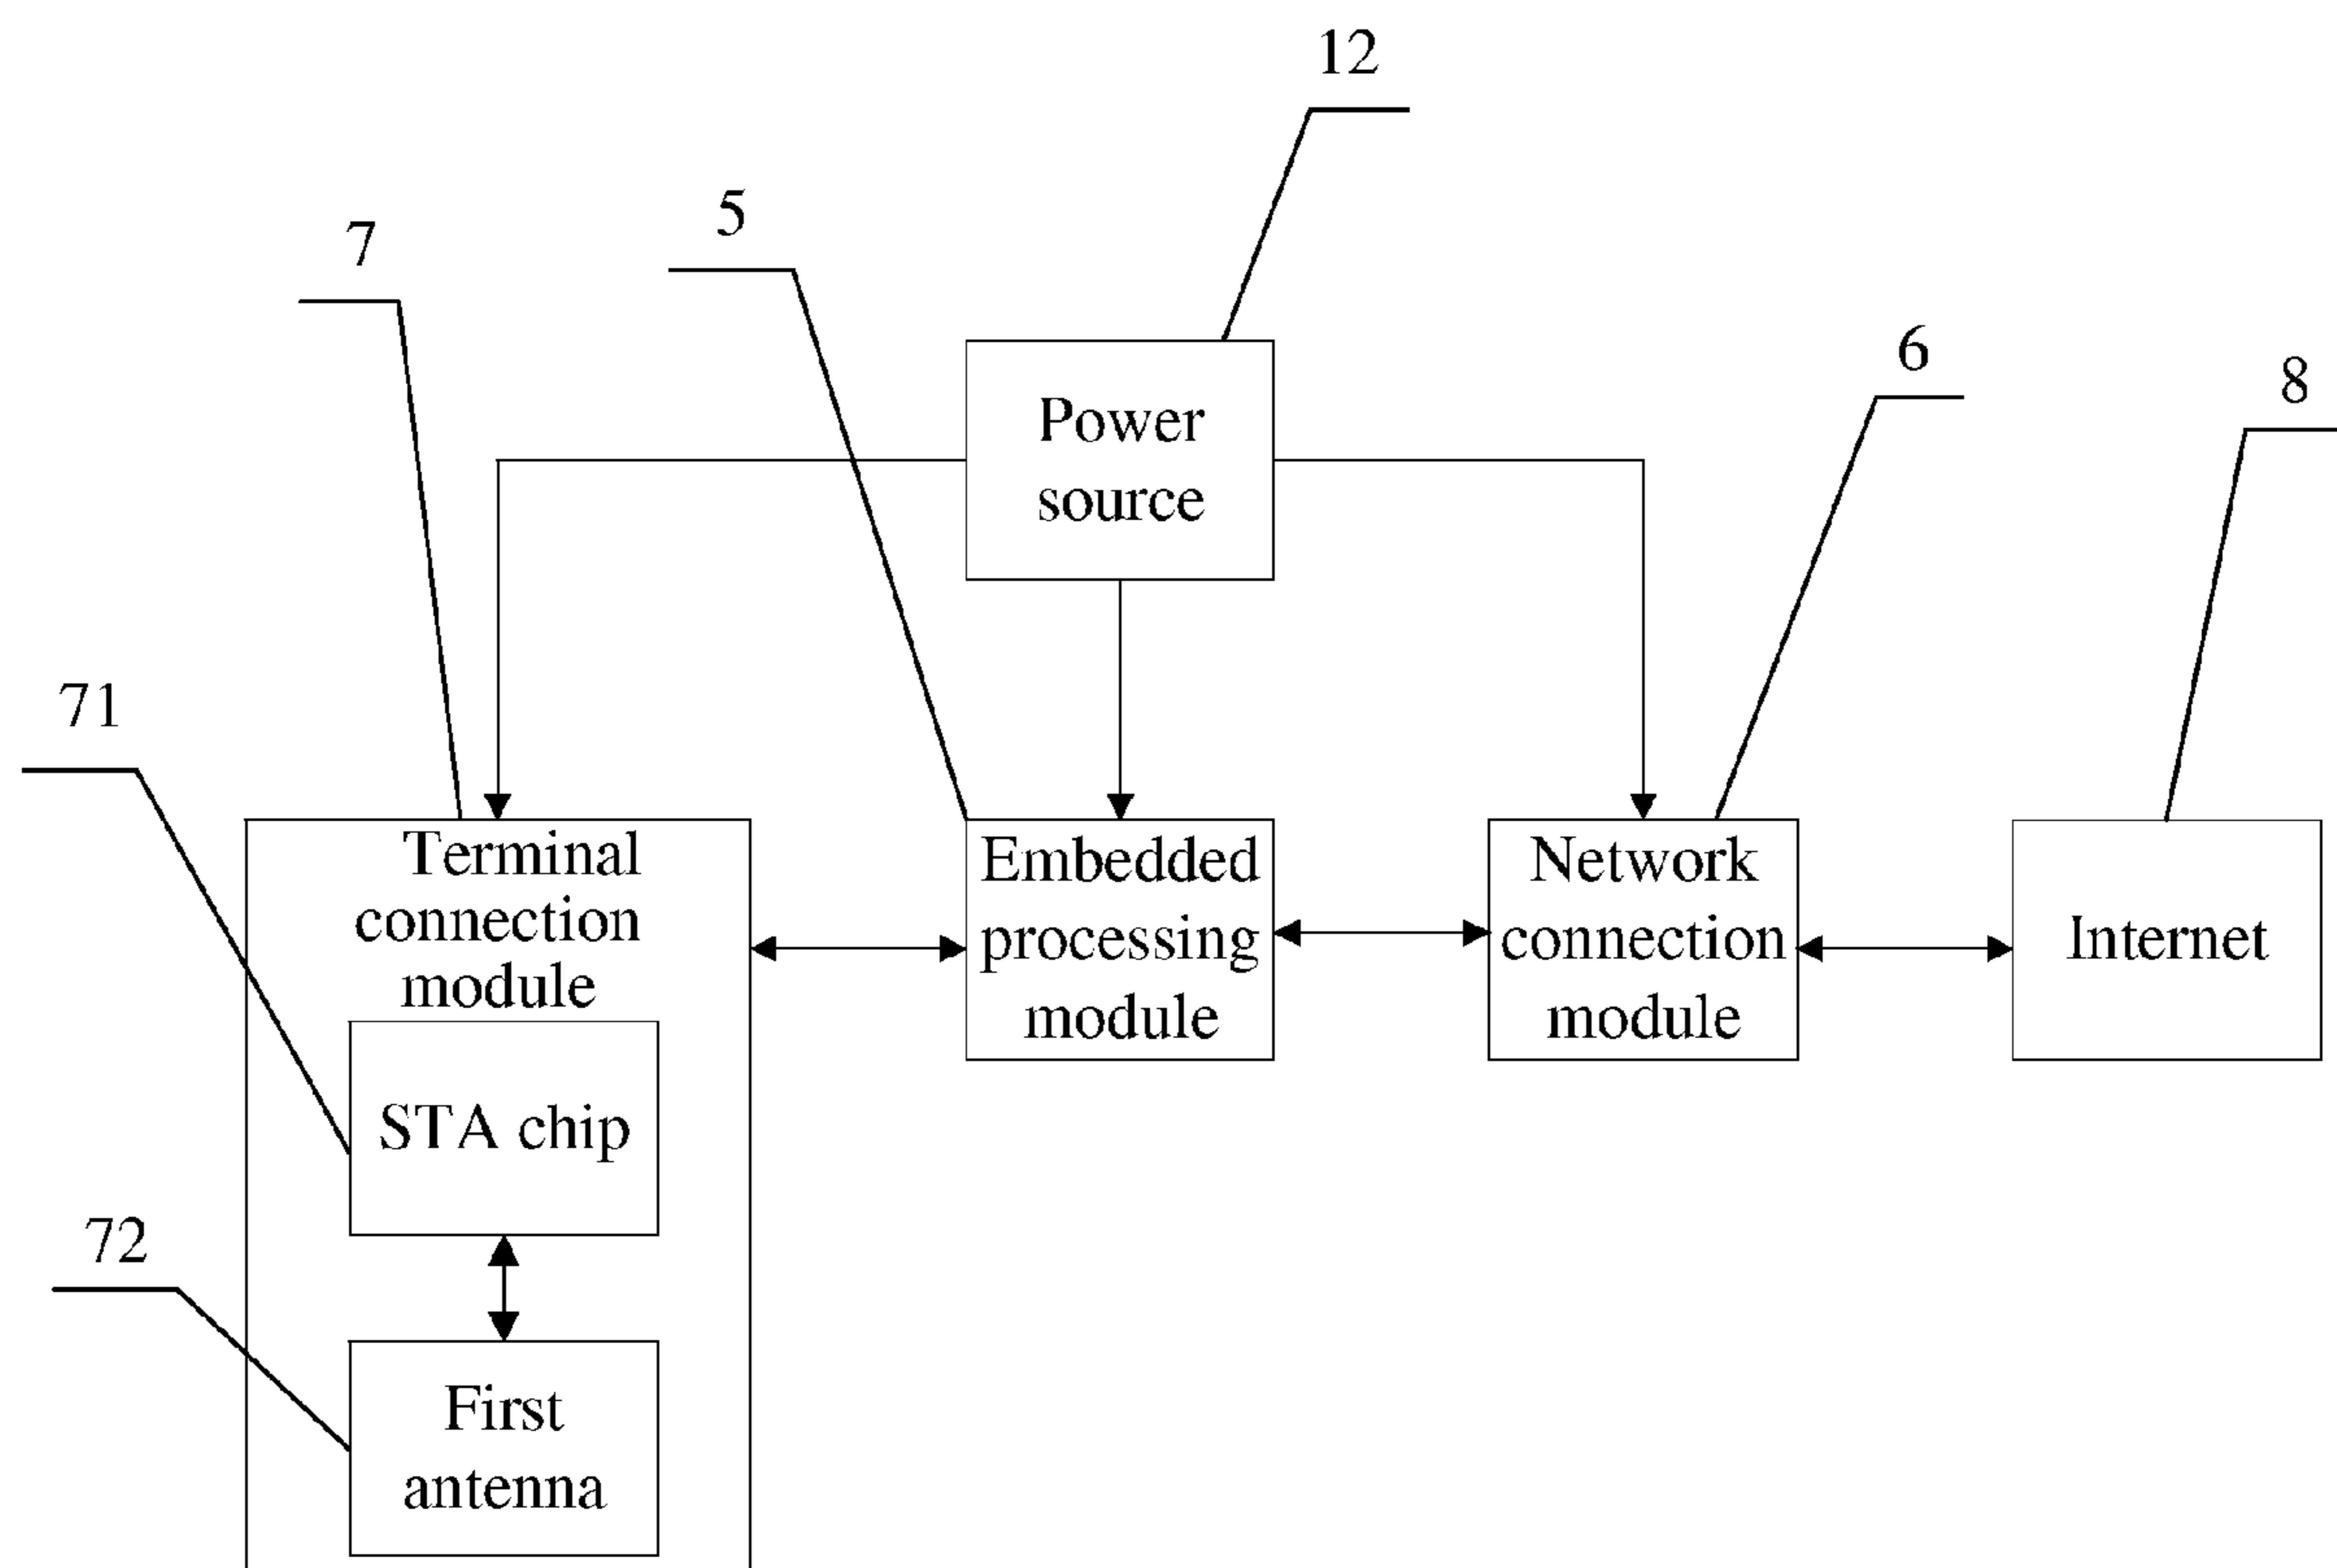 12
5
7
6
8
Power
source
71
Terminal
connection
module
Embedded
processing
module
Network
connection
module
Internet
STA chip
72
First
antenna